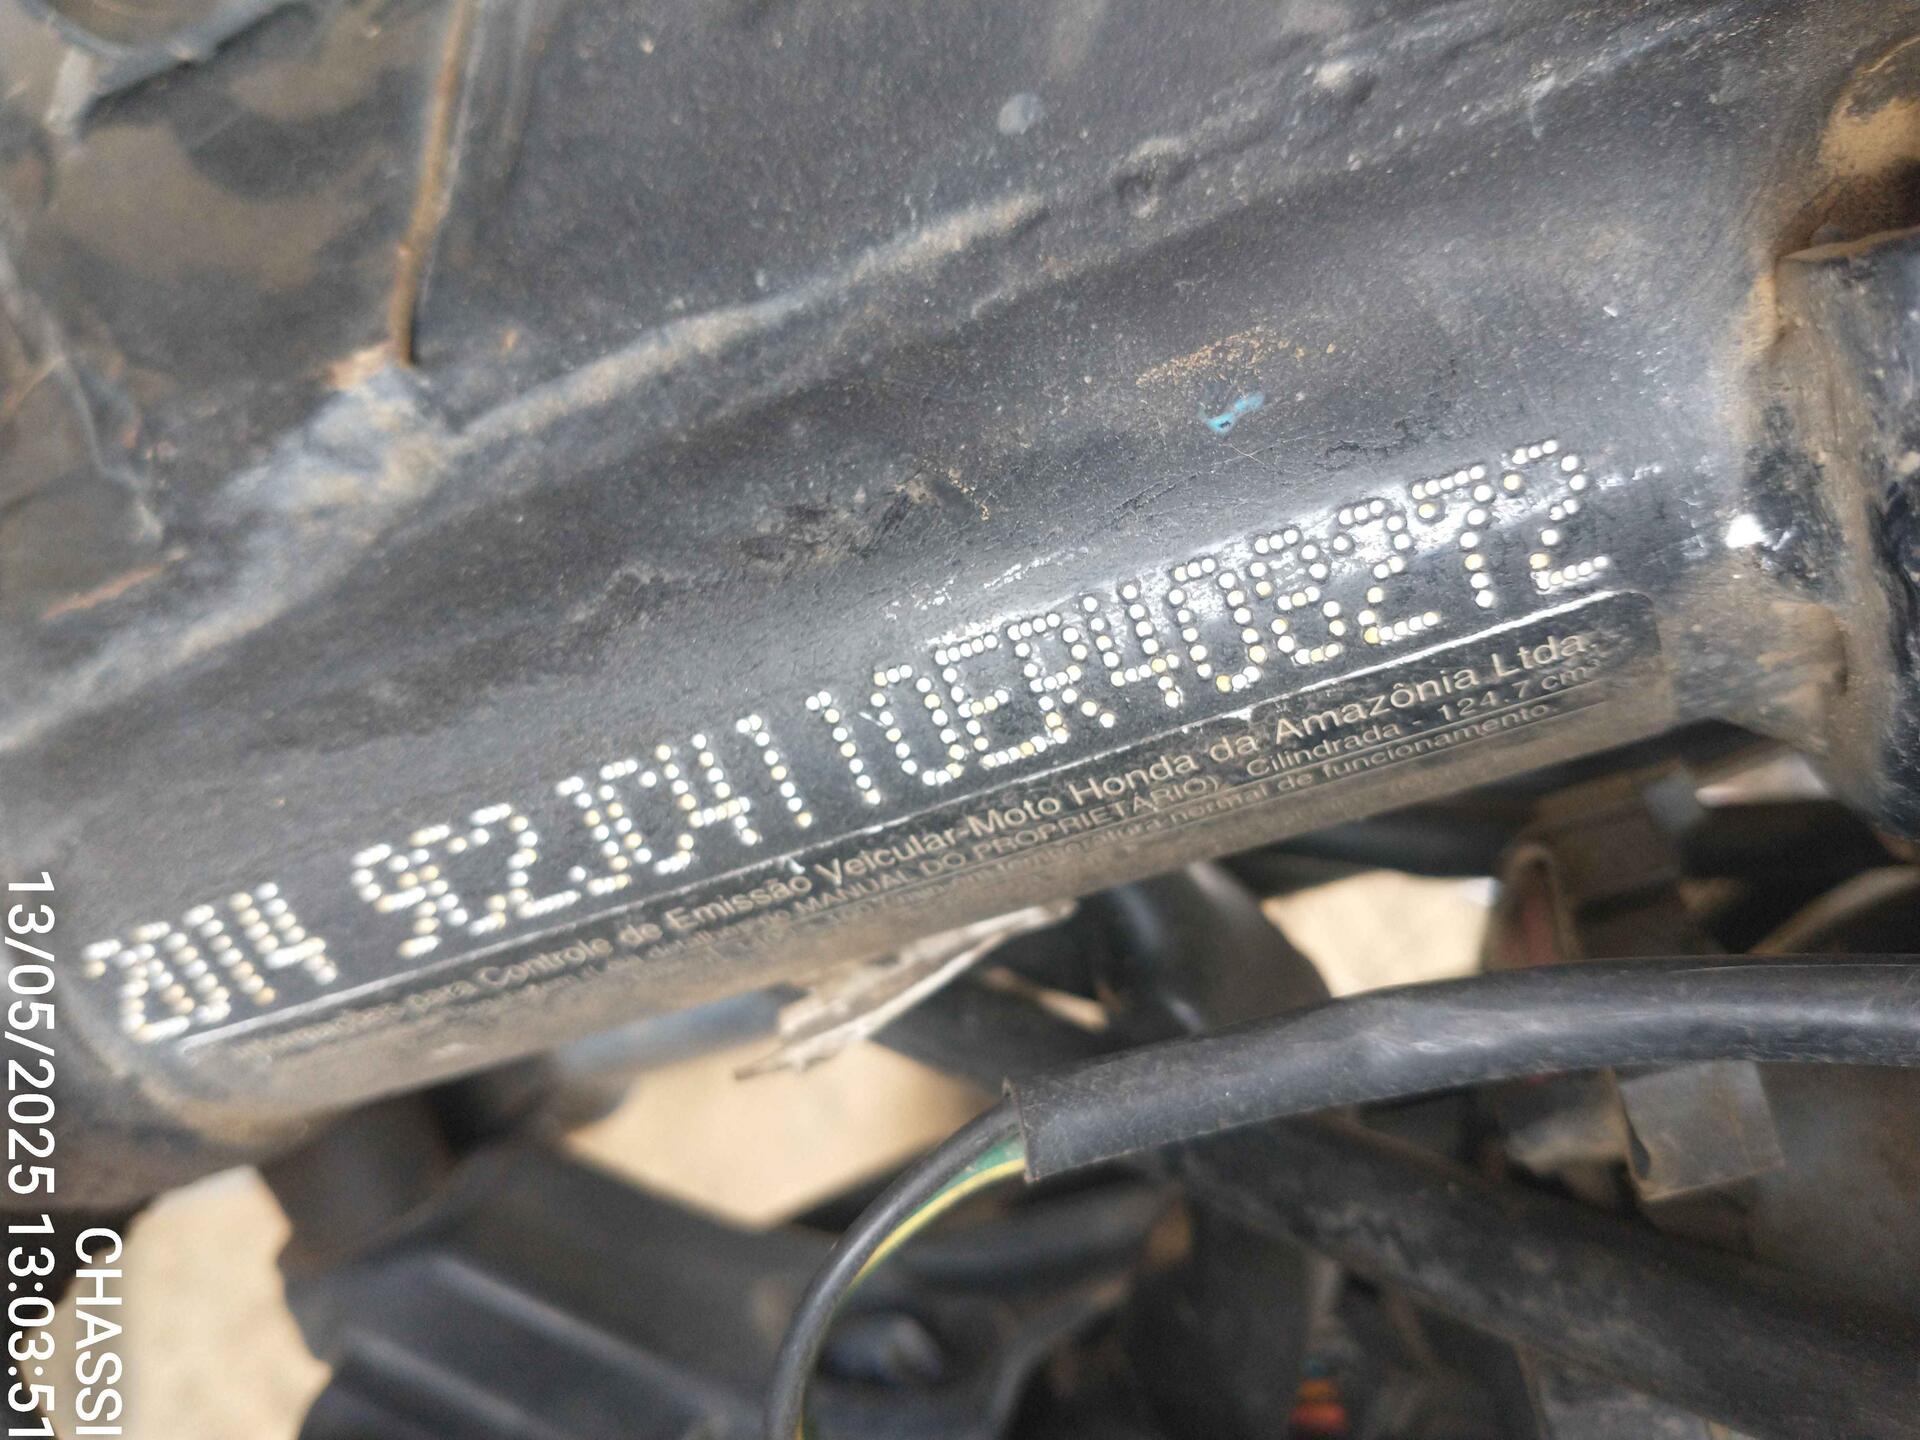 2014 9C2JC4110ER408272
Informações para Controle de Emissão Veicular-Moto Honda da Amazônia Ltda.
MANUAL DO PROPRIETÁRIO). Cilindrada - 124.7 cm³
temperatura normal de funcionamento.
13/05/2025 13:03:51
CHASSI